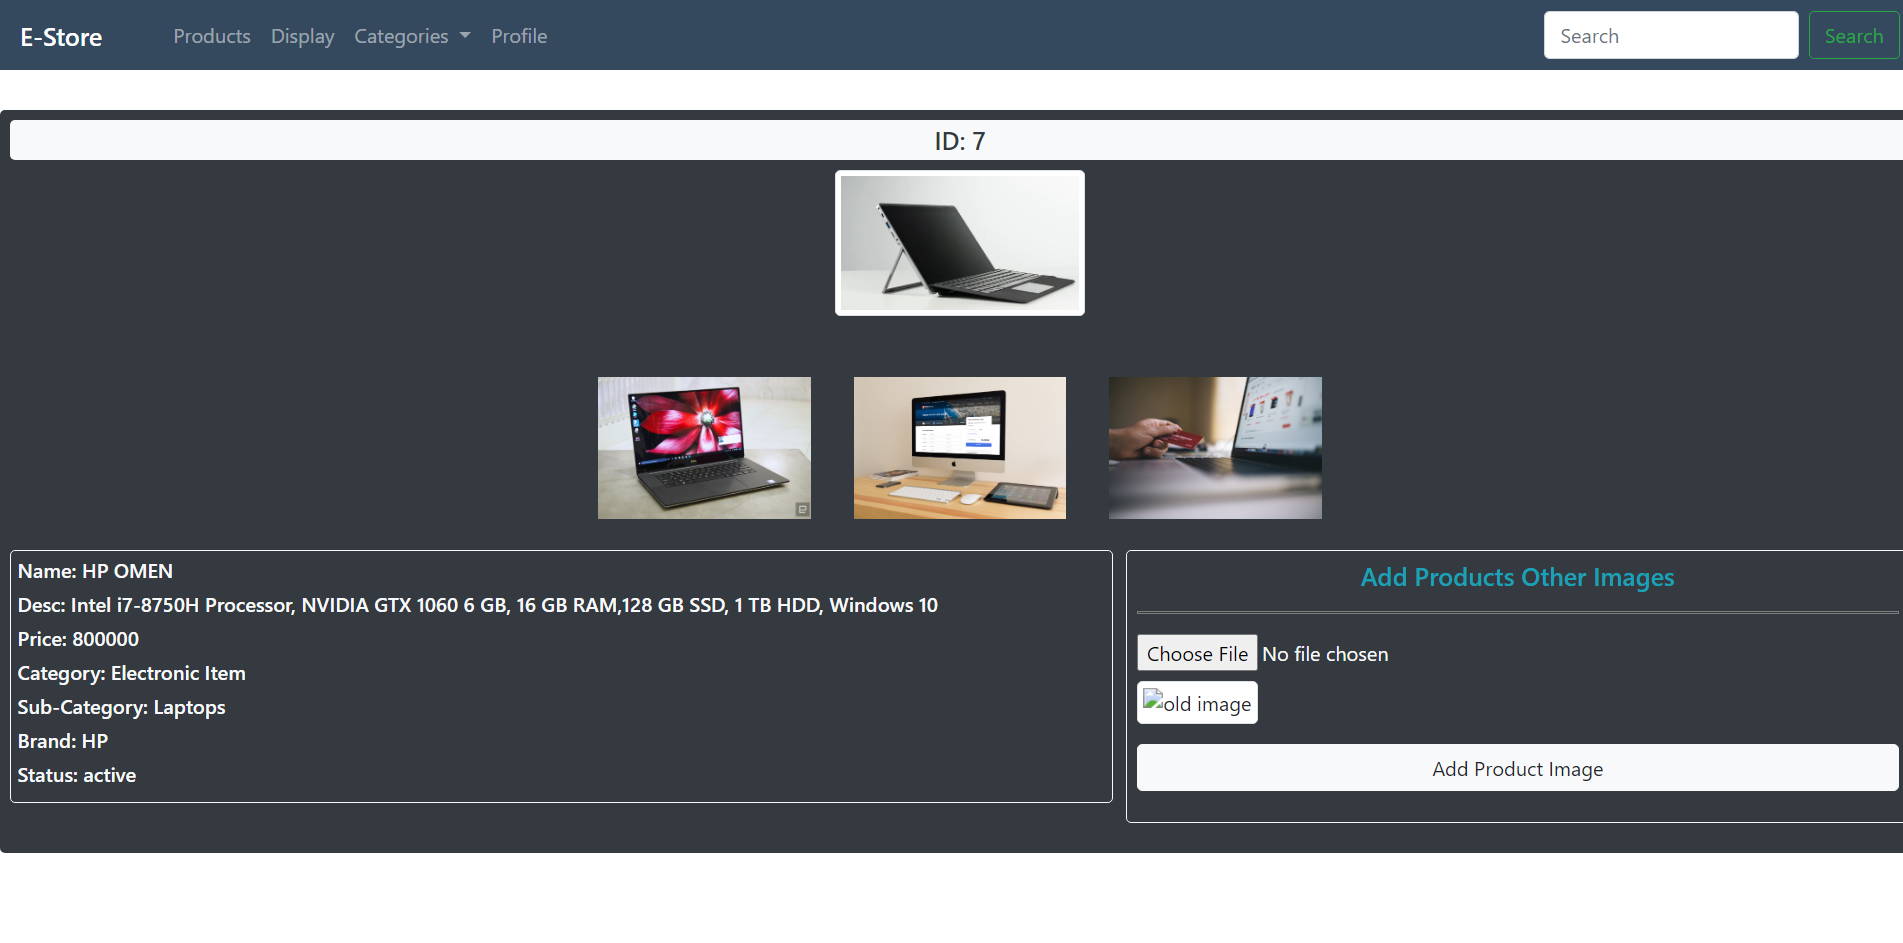 E-Store Products Display Categories Profile Search Search
ID: 7
Name: HP OMEN
Desc: Intel i7-8750H Processor, NVIDIA GTX 1060 6 GB, 16 GB RAM,128 GB SSD, 1 TB HDD, Windows 10
Price: 800000
Category: Electronic Item
Sub-Category: Laptops
Brand: HP
Status: active
Add Products Other Images
Choose File No file chosen
old image
Add Product Image